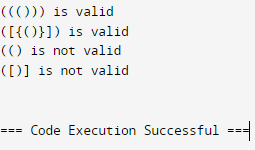 ((())) is valid
([{()}]) is valid
(() is not valid
([)] is not valid
=== Code Execution Successful ===